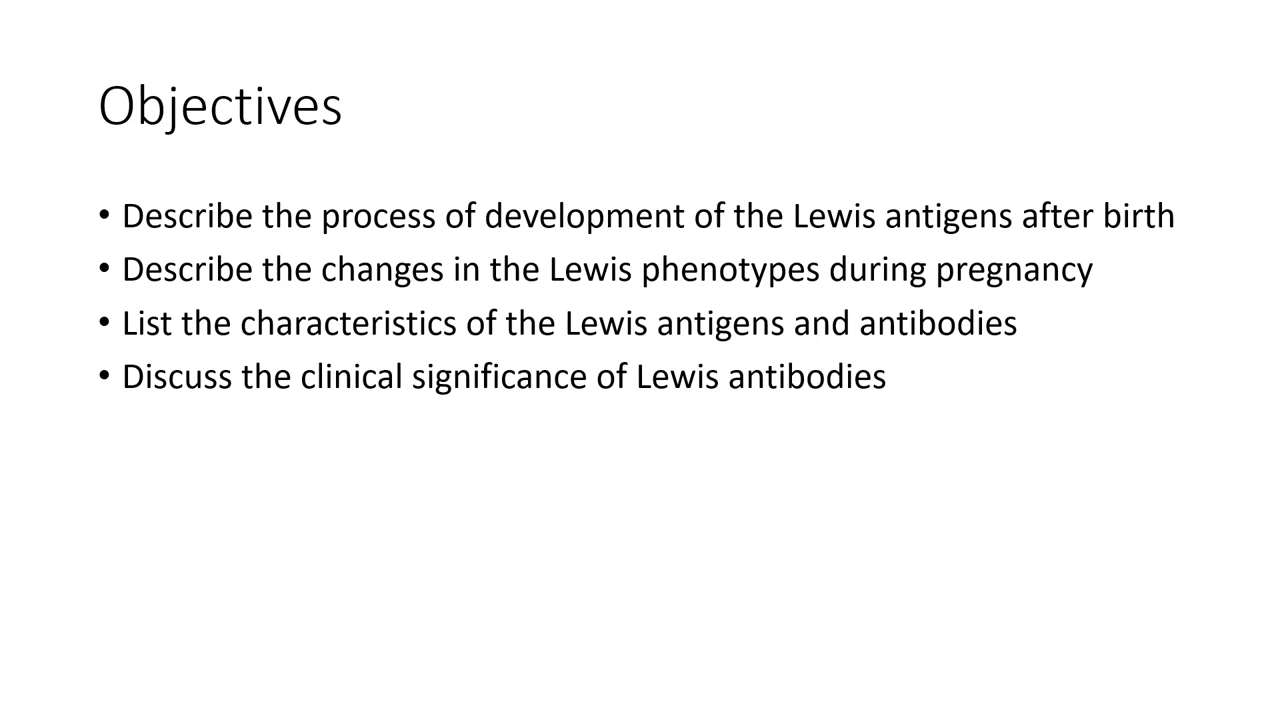 Objectives
• Describe the process of development of the Lewis antigens after birth
• Describe the changes in the Lewis phenotypes during pregnancy
• List the characteristics of the Lewis antigens and antibodies
• Discuss the clinical significance of Lewis antibodies